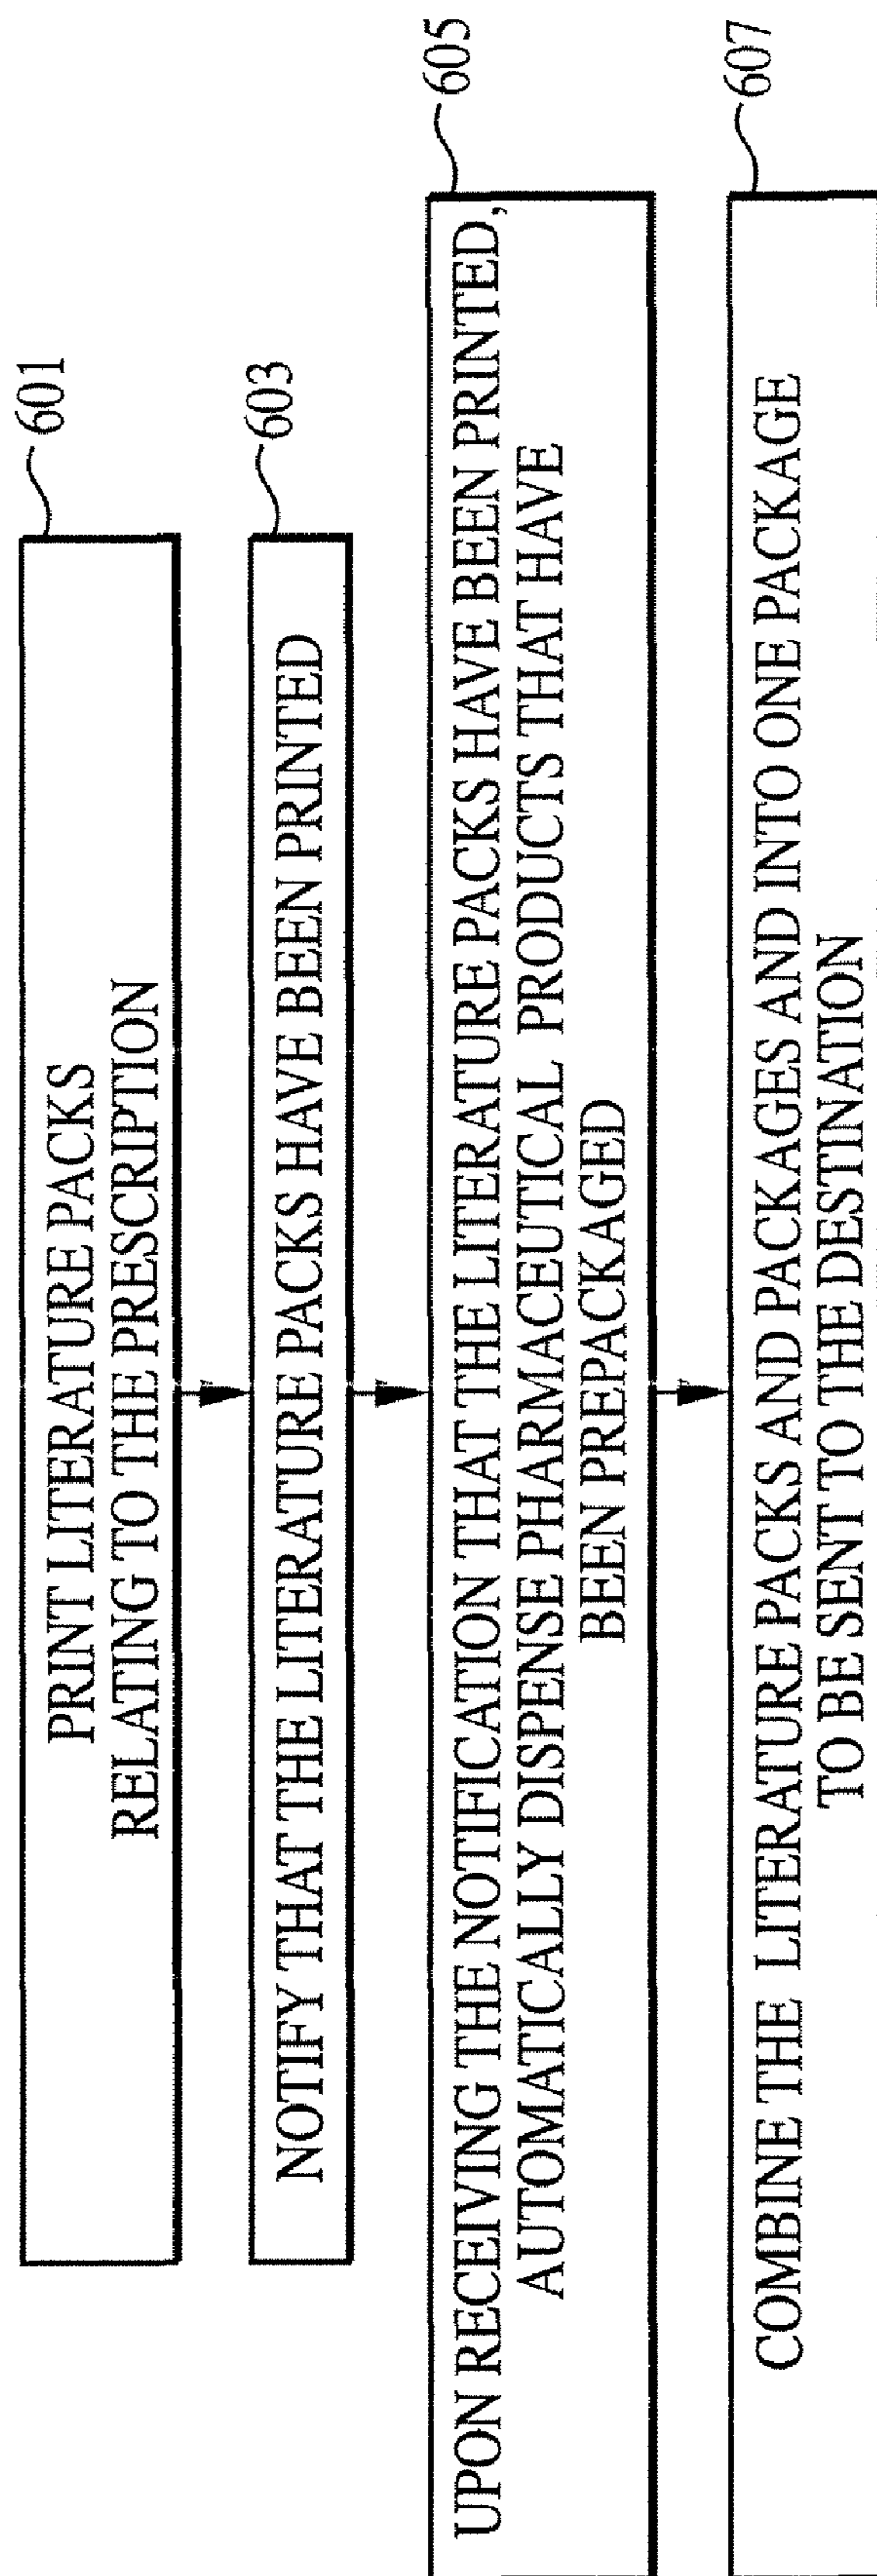 601
PRINT LITERATURE PACKS
RELATING TO THE PRESCRIPTION
603
NOTIFY THAT THE LITERATURE PACKS HAVE BEEN PRINTED
605
UPON RECEIVING THE NOTIFICATION THAT THE LITERATURE PACKS HAVE BEEN PRINTED,
AUTOMATICALLY DISPENSE PHARMACEUTICAL PRODUCTS THAT HAVE
BEEN PREPACKAGED
607
COMBINE THE LITERATURE PACKS AND PACKAGES AND INTO ONE PACKAGE
TO BE SENT TO THE DESTINATION